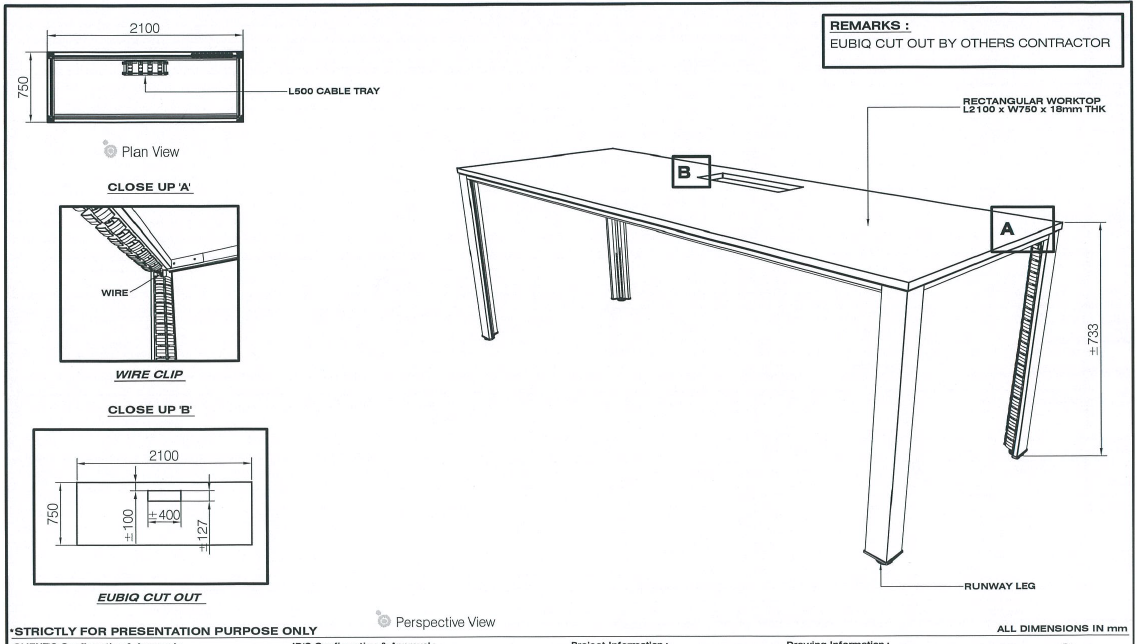 2100
750
L500 CABLE TRAY
Plan View
CLOSE UP 'A'
WIRE
WIRE CLIP
CLOSE UP 'B'
2100
750
±100
±400
±127
EUBIQ CUT OUT
REMARKS :
EUBIQ CUT OUT BY OTHERS CONTRACTOR
RECTANGULAR WORKTOP
L2100 x W750 x 18mm THK
B
A
±733
RUNWAY LEG
Perspective View
*STRICTLY FOR PRESENTATION PURPOSE ONLY
ALL DIMENSIONS IN mm
Project Information :
Drawing Information :